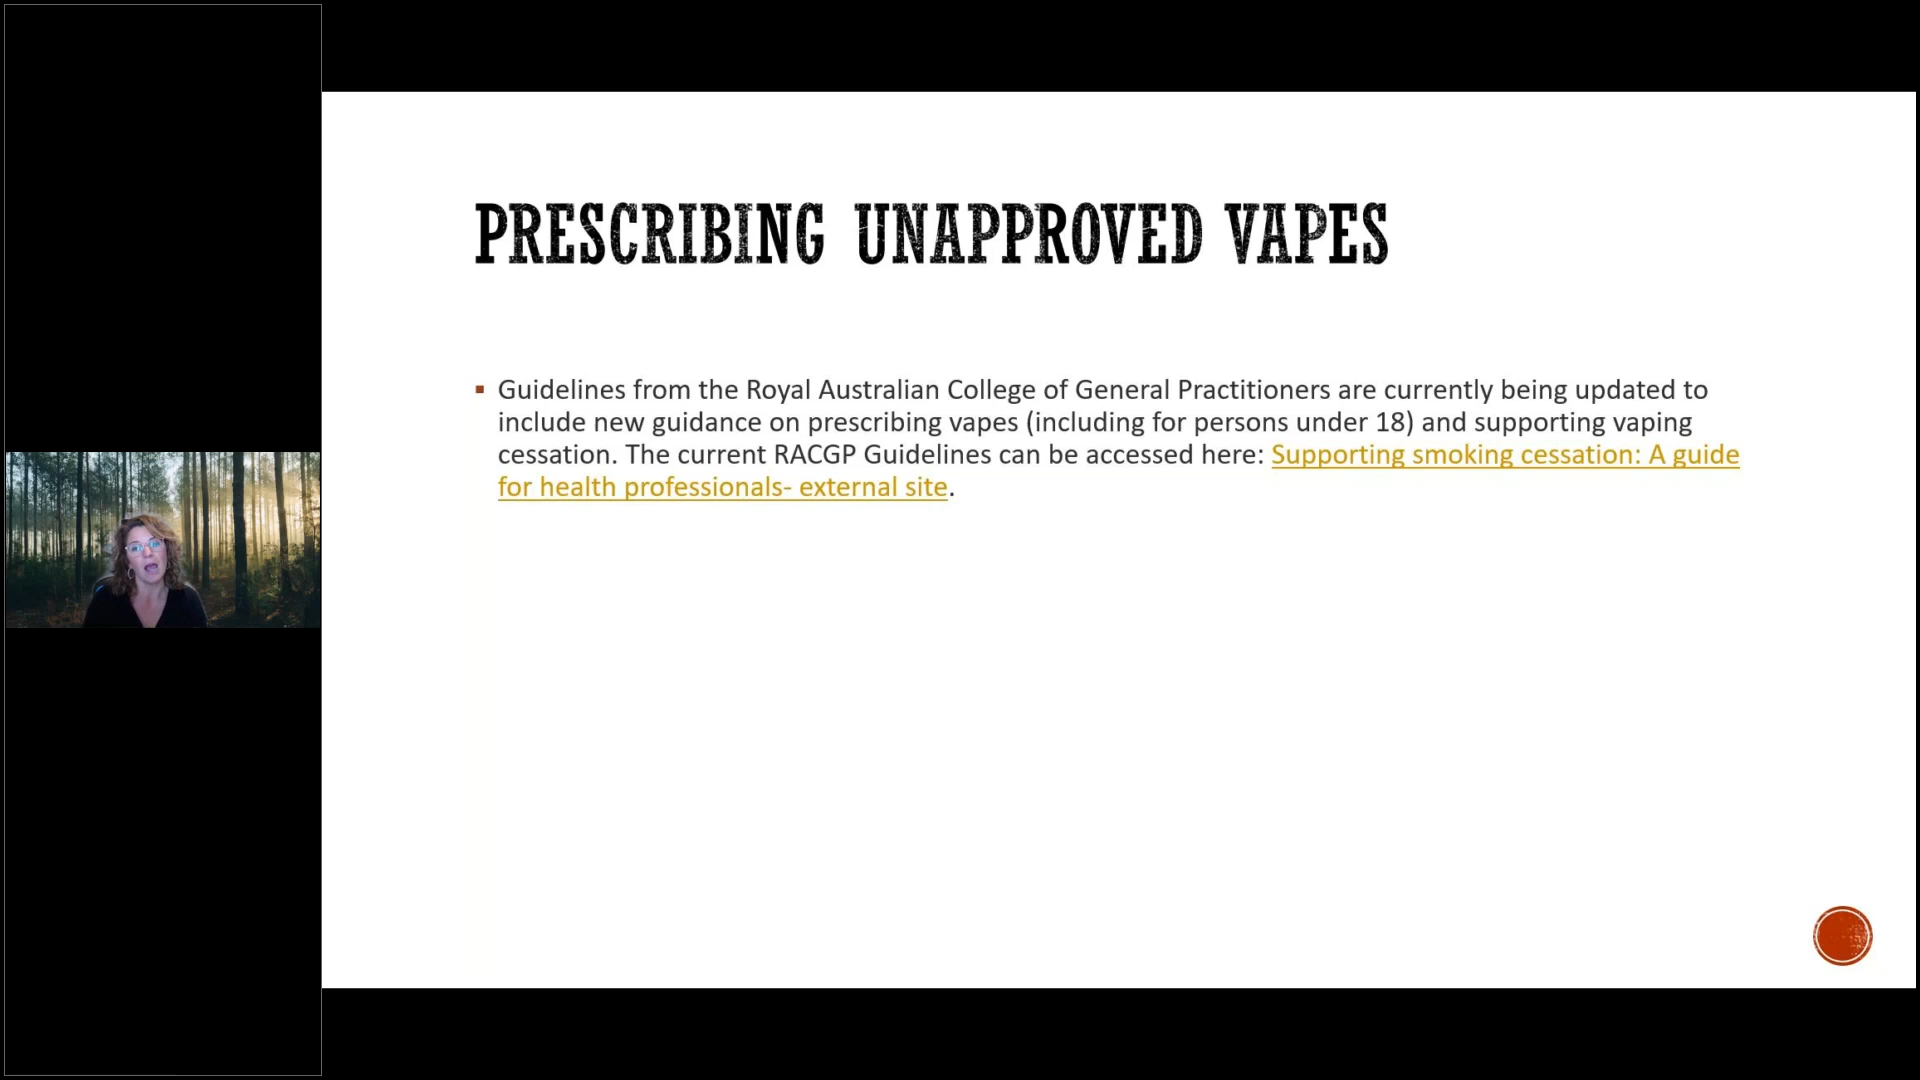 PRESCRIBING UNAPPROVED VAPES
▪ Guidelines from the Royal Australian College of General Practitioners are currently being updated to
include new guidance on prescribing vapes (including for persons under 18) and supporting vaping
cessation. The current RACGP Guidelines can be accessed here: Supporting smoking cessation: A guide
for health professionals- external site.